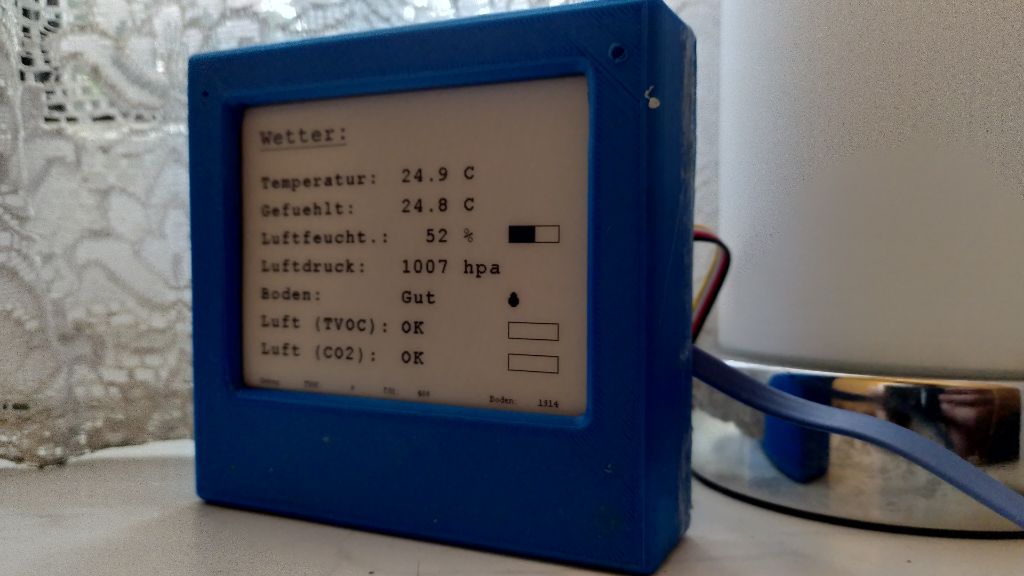 Wetter:
Temperatur: 24.9 C
Gefuehlt: 24.8 C
Luftfeucht.: 52 %
Luftdruck: 1007 hpa
Boden: Gut
Luft (TVOC): OK
Luft (CO2): OK
Boden: 1914